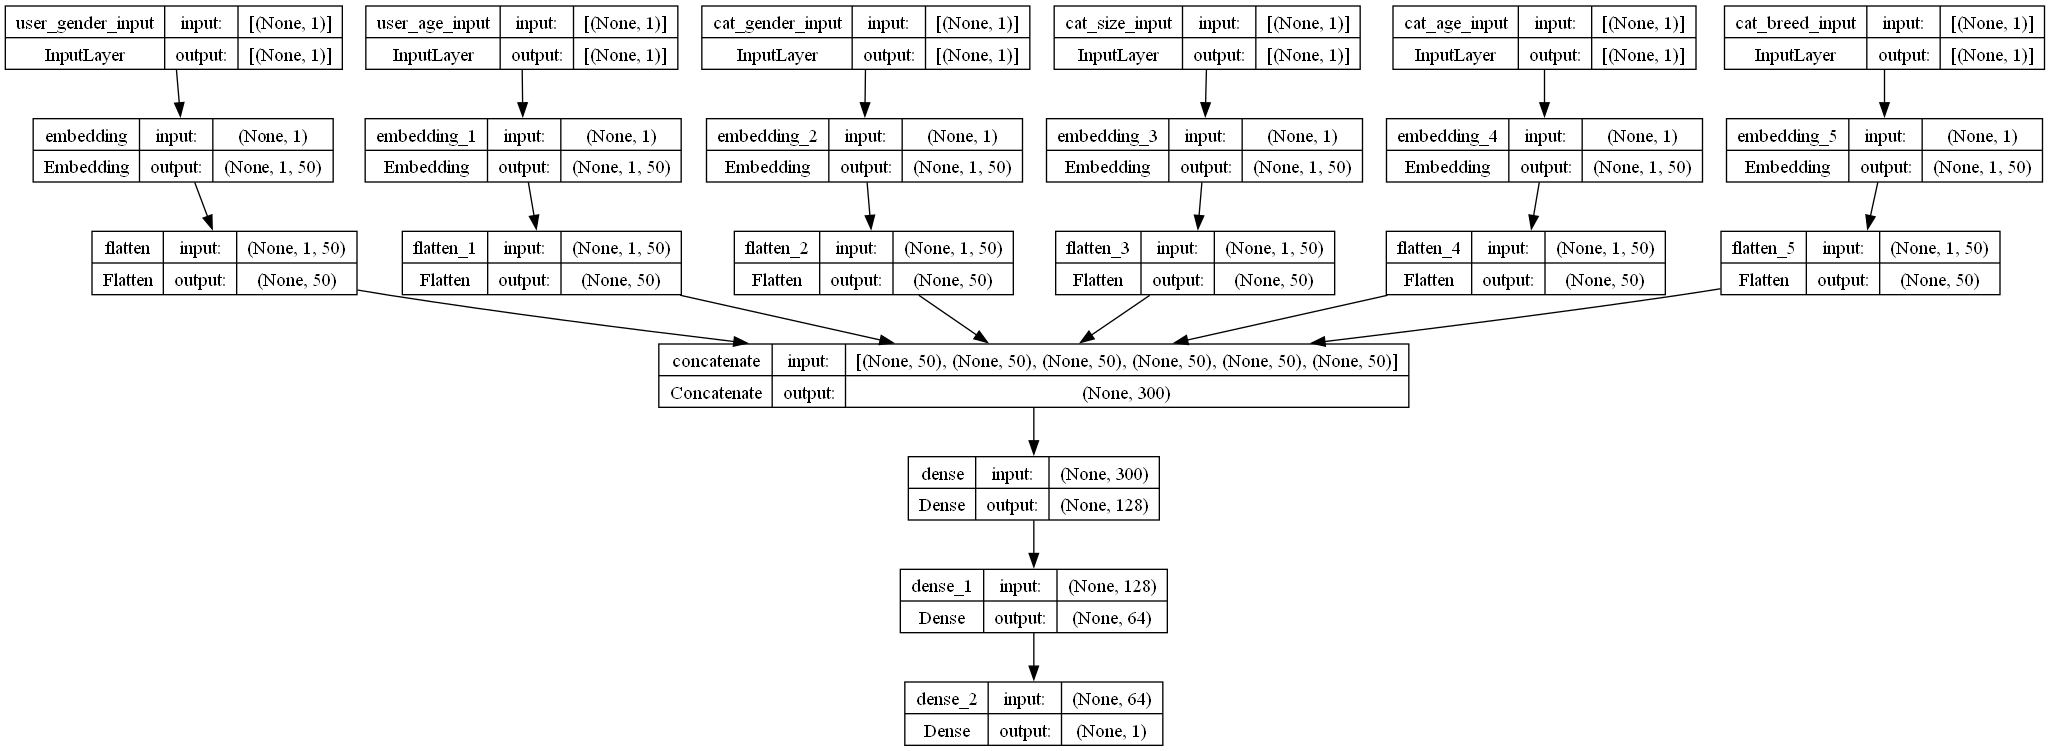 user_gender_input input: [(None, 1)]
InputLayer output: [(None, 1)]
user_age_input input: [(None, 1)]
InputLayer output: [(None, 1)]
cat_gender_input input: [(None, 1)]
InputLayer output: [(None, 1)]
cat_size_input input: [(None, 1)]
InputLayer output: [(None, 1)]
cat_age_input input: [(None, 1)]
InputLayer output: [(None, 1)]
cat_breed_input input: [(None, 1)]
InputLayer output: [(None, 1)]
embedding input: (None, 1)
Embedding output: (None, 1, 50)
embedding_1 input: (None, 1)
Embedding output: (None, 1, 50)
embedding_2 input: (None, 1)
Embedding output: (None, 1, 50)
embedding_3 input: (None, 1)
Embedding output: (None, 1, 50)
embedding_4 input: (None, 1)
Embedding output: (None, 1, 50)
embedding_5 input: (None, 1)
Embedding output: (None, 1, 50)
flatten input: (None, 1, 50)
Flatten output: (None, 50)
flatten_1 input: (None, 1, 50)
Flatten output: (None, 50)
flatten_2 input: (None, 1, 50)
Flatten output: (None, 50)
flatten_3 input: (None, 1, 50)
Flatten output: (None, 50)
flatten_4 input: (None, 1, 50)
Flatten output: (None, 50)
flatten_5 input: (None, 1, 50)
Flatten output: (None, 50)
concatenate input: [(None, 50), (None, 50), (None, 50), (None, 50), (None, 50), (None, 50)]
Concatenate output: (None, 300)
dense input: (None, 300)
Dense output: (None, 128)
dense_1 input: (None, 128)
Dense output: (None, 64)
dense_2 input: (None, 64)
Dense output: (None, 1)